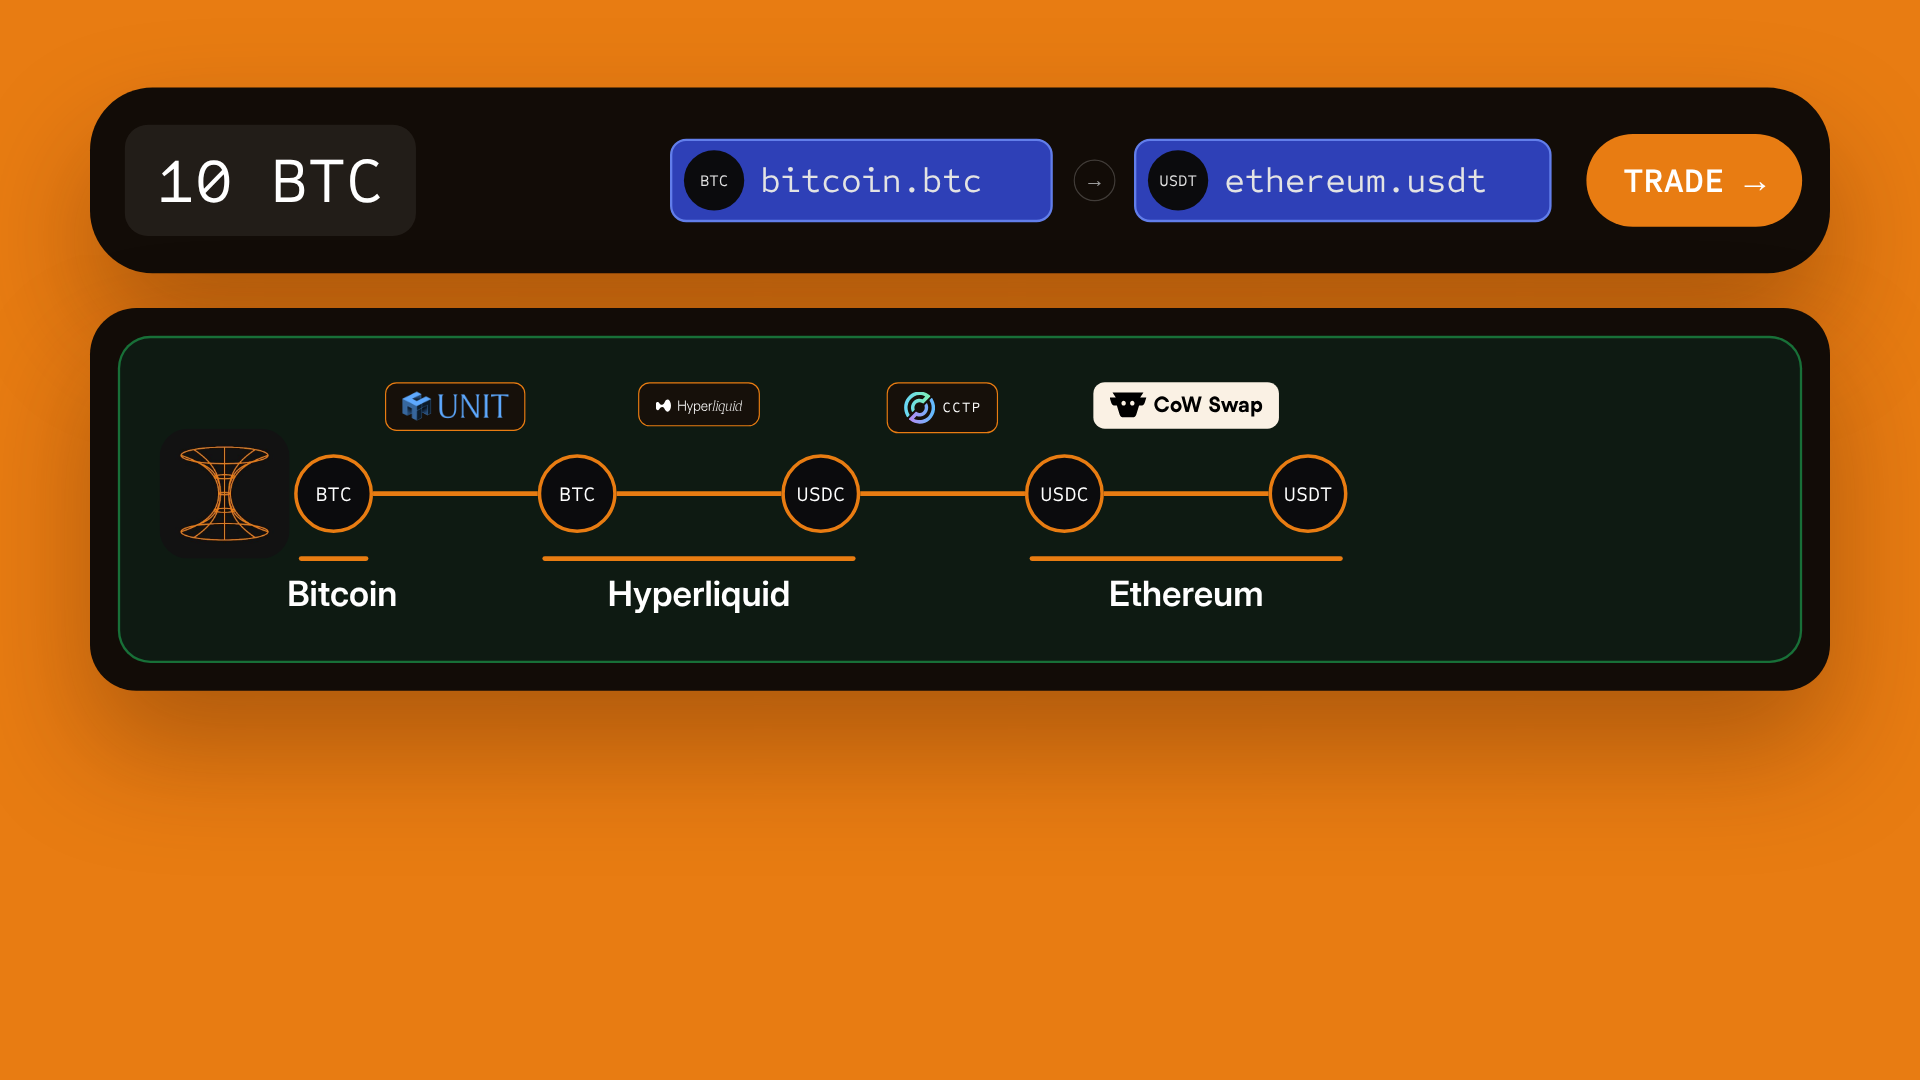 10 BTC
BTC bitcoin.btc → USDT ethereum.usdt
TRADE →
UNIT
Hyperliquid
CCTP
CoW Swap
BTC
BTC
USDC
USDC
USDT
Bitcoin
Hyperliquid
Ethereum